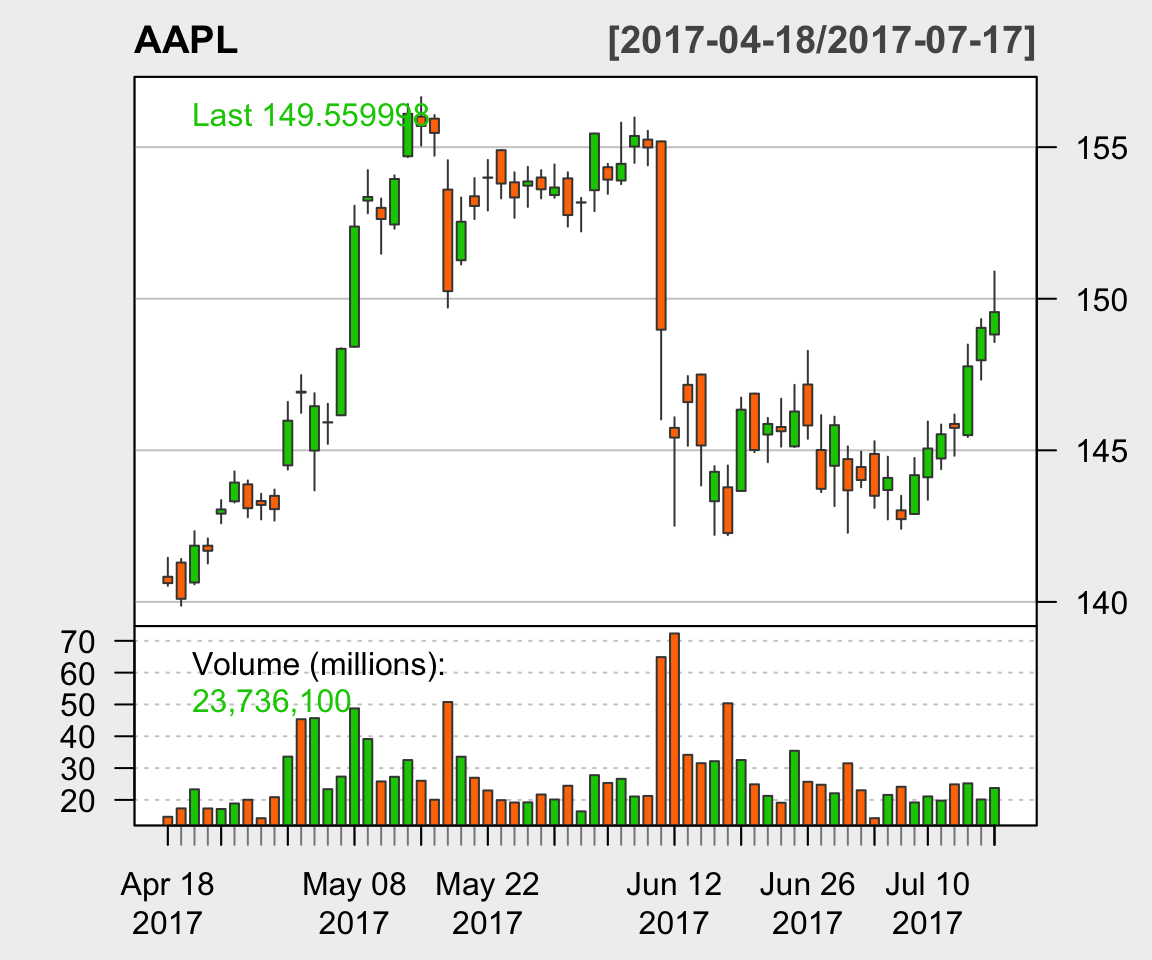 AAPL [2017-04-18/2017-07-17]
Last 149.559998
155
150
145
140
70
60
50
40
30
20
Volume (millions):
23,736,100
Apr 18 May 08 May 22 Jun 12 Jun 26 Jul 10
2017 2017 2017 2017 2017 2017